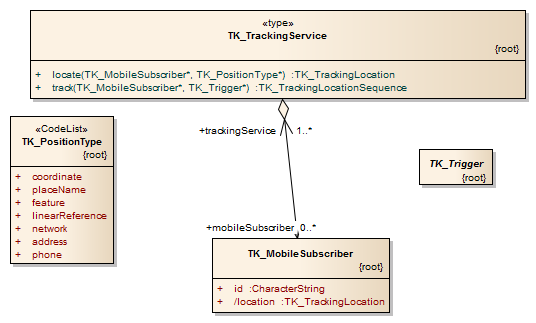 «type»
TK_TrackingService
{root}
+ locate(TK_MobileSubscriber*, TK_PositionType*) :TK_TrackingLocation
+ track(TK_MobileSubscriber*, TK_Trigger*) :TK_TrackingLocationSequence
+trackingService 1..*
«CodeList»
TK_PositionType
{root}
+ coordinate
+ placeName
+ feature
+ linearReference
+ network
+ address
+ phone
TK_Trigger
{root}
+mobileSubscriber 0..*
TK_MobileSubscriber
{root}
+ id :CharacterString
+ /location :TK_TrackingLocation